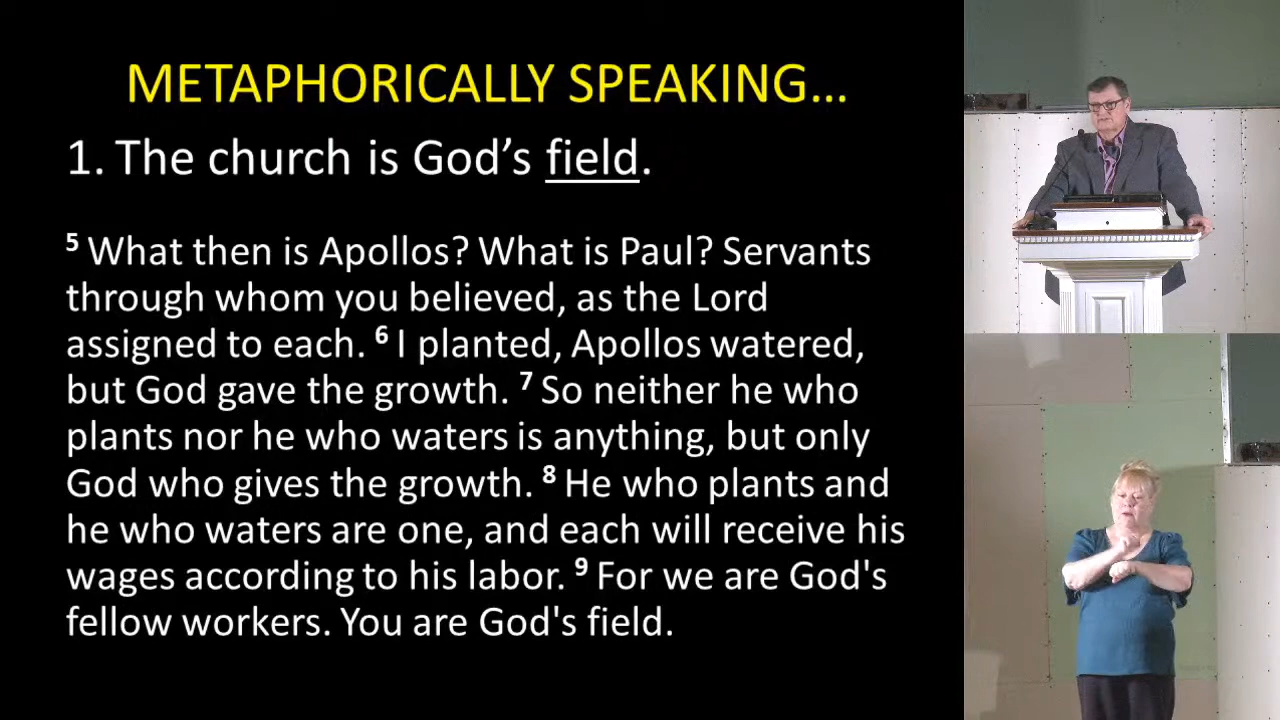 METAPHORICALLY SPEAKING…
1. The church is God’s field.
5 What then is Apollos? What is Paul? Servants
through whom you believed, as the Lord
assigned to each. 6 I planted, Apollos watered,
but God gave the growth. 7 So neither he who
plants nor he who waters is anything, but only
God who gives the growth. 8 He who plants and
he who waters are one, and each will receive his
wages according to his labor. 9 For we are God's
fellow workers. You are God's field.